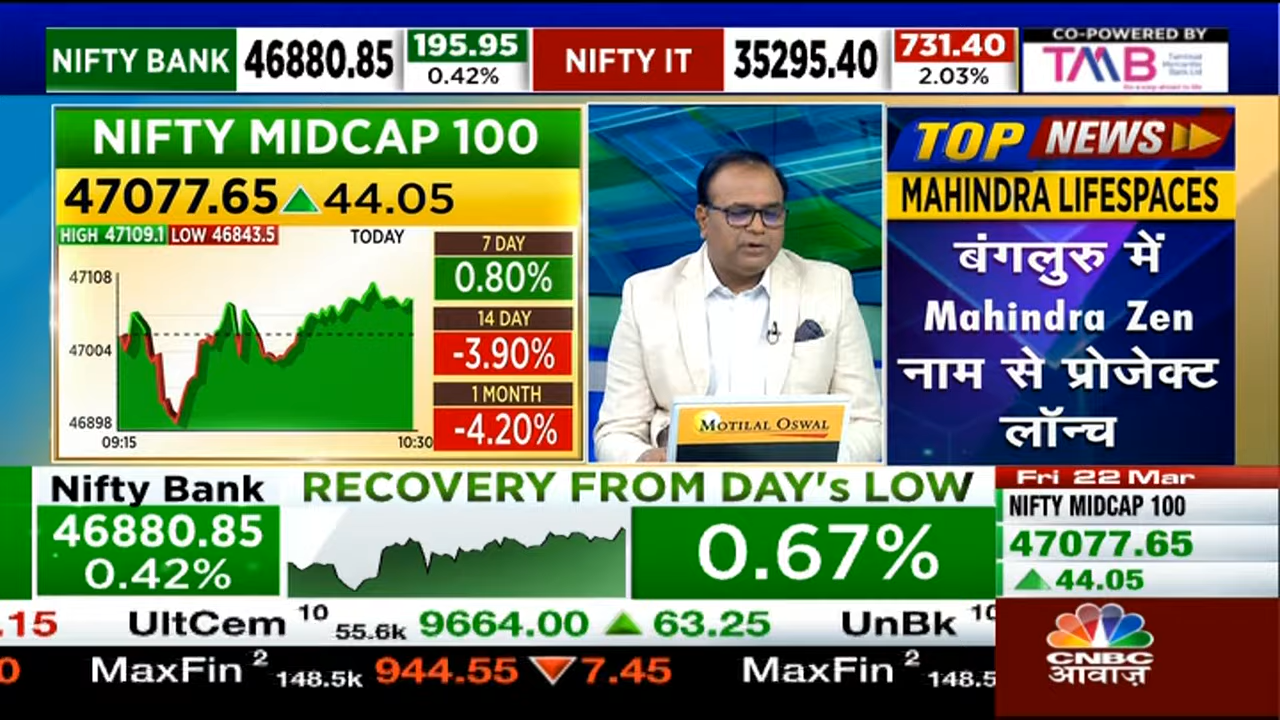 NIFTY BANK 46880.85 195.95 0.42%
NIFTY IT 35295.40 731.40 2.03%
CO-POWERED BY
TMB
NIFTY MIDCAP 100
47077.65 ▲ 44.05
HIGH 47109.1 LOW 46843.5 TODAY
47108
47004
46898
09:15 10:30
7 DAY
0.80%
14 DAY
-3.90%
1 MONTH
-4.20%
MOTILAL OSWAL
TOP NEWS
MAHINDRA LIFESPACES
बंगलुरु में
Mahindra Zen
नाम से प्रोजेक्ट
लॉन्च
Nifty Bank
46880.85
0.42%
RECOVERY FROM DAY's LOW
0.67%
Fri 22 Mar
NIFTY MIDCAP 100
47077.65
▲ 44.05
.15 UltCem 10 55.6k 9664.00 ▲ 63.25 UnBk 10
0 MaxFin 2 148.5k 944.55 ▼ 7.45 MaxFin 2 148.5
CNBC
आवाज़